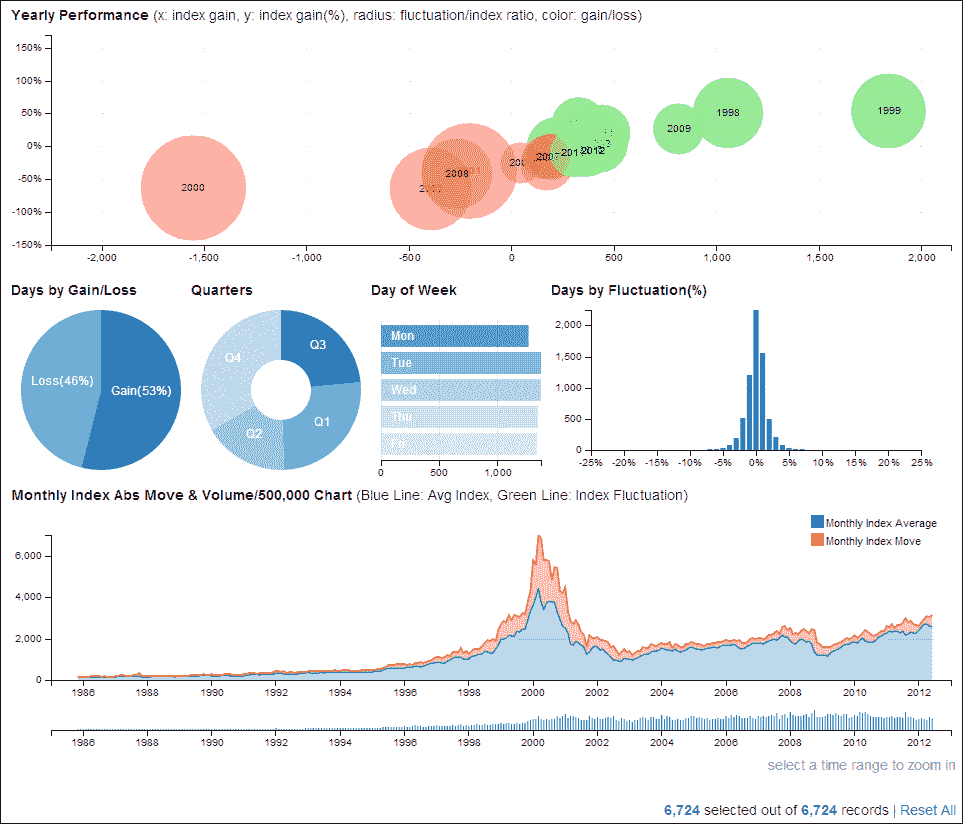 Yearly Performance (x: index gain, y: index gain(%), radius: fluctuation/index ratio, color: gain/loss)
150%
100%
50%
0%
-50%
-100%
-150%
2000
2008
2009
1998
1999
2012
-2,000 -1,500 -1,000 -500 0 500 1,000 1,500 2,000
Days by Gain/Loss
Loss(46%)
Gain(53%)
Quarters
Q4
Q3
Q2
Q1
Day of Week
Mon
Tue
Wed
Thu
Fri
0 500 1,000
Days by Fluctuation(%)
2,000
1,500
1,000
500
0
-25% -20% -15% -10% -5% 0% 5% 10% 15% 20% 25%
Monthly Index Abs Move & Volume/500,000 Chart (Blue Line: Avg Index, Green Line: Index Fluctuation)
Monthly Index Average
Monthly Index Move
6,000
4,000
2,000
0
1986 1988 1990 1992 1994 1996 1998 2000 2002 2004 2006 2008 2010 2012
1986 1988 1990 1992 1994 1996 1998 2000 2002 2004 2006 2008 2010 2012
select a time range to zoom in
6,724 selected out of 6,724 records | Reset All